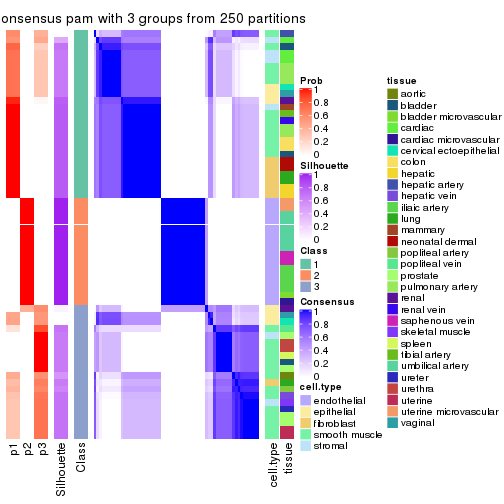 onsensus pam with 3 groups from 250 partitions
Prob
1
0.8
0.6
0.4
0.2
0
Silhouette
1
0.8
0.6
0.4
0.2
0
Class
1
2
3
Consensus
1
0.8
0.6
0.4
0.2
0
cell.type
endothelial
epithelial
fibroblast
smooth muscle
stromal
tissue
aortic
bladder
bladder microvascular
cardiac
cardiac microvascular
cervical ectoepithelial
colon
hepatic
hepatic artery
hepatic vein
iliaic artery
lung
mammary
neonatal dermal
popliteal artery
popliteal vein
prostate
pulmonary artery
renal
renal vein
saphenous vein
skeletal muscle
spleen
tibial artery
umbilical artery
ureter
urethra
uterine
uterine microvascular
vaginal
p1
p2
p3
Silhouette
Class
cell.type
tissue